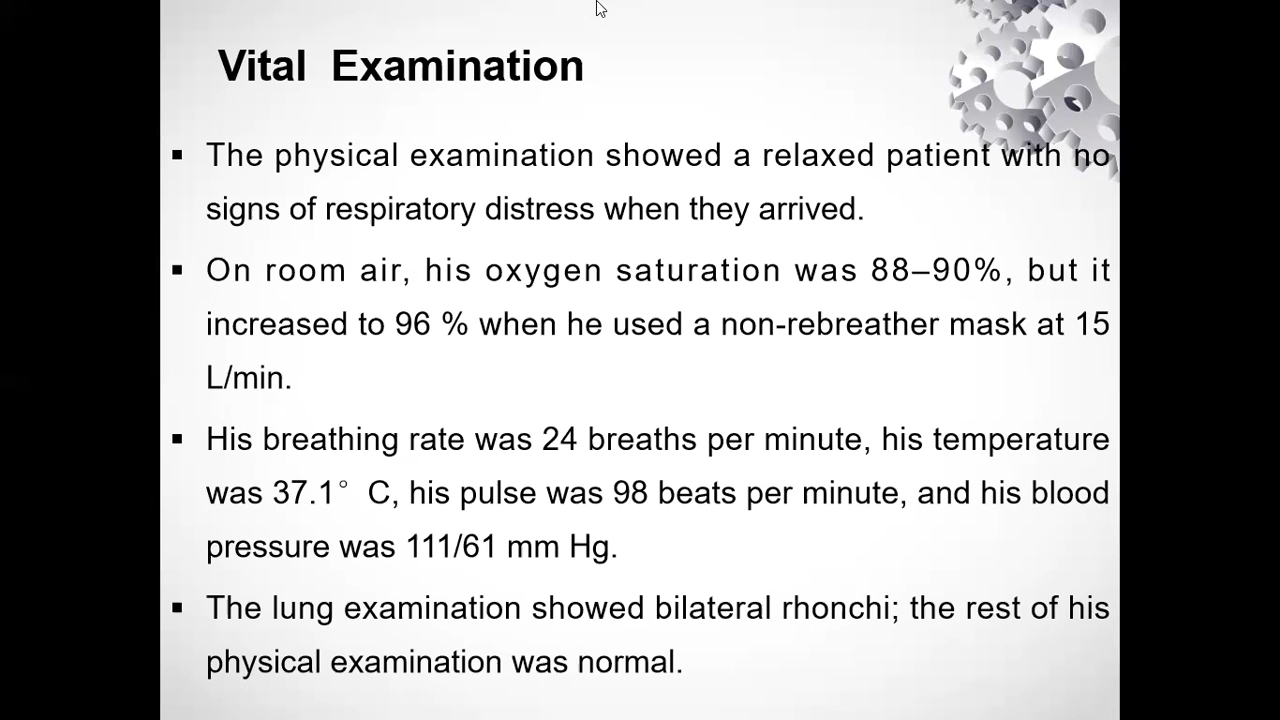 Vital Examination
▪ The physical examination showed a relaxed patient with no
signs of respiratory distress when they arrived.
▪ On room air, his oxygen saturation was 88–90%, but it
increased to 96 % when he used a non-rebreather mask at 15
L/min.
▪ His breathing rate was 24 breaths per minute, his temperature
was 37.1° C, his pulse was 98 beats per minute, and his blood
pressure was 111/61 mm Hg.
▪ The lung examination showed bilateral rhonchi; the rest of his
physical examination was normal.